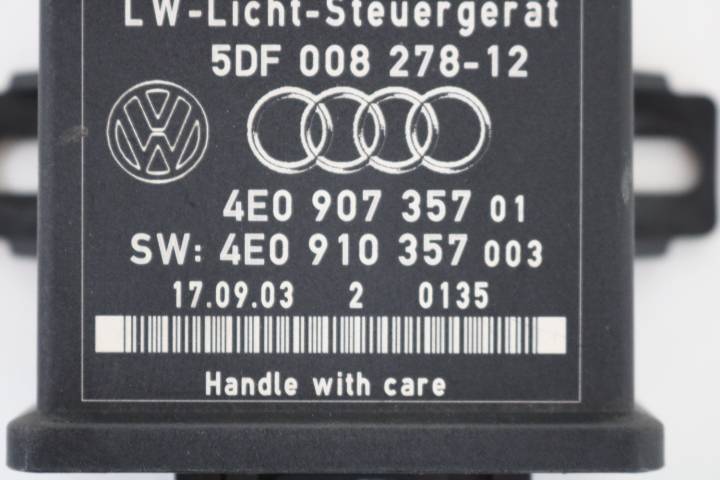 LW-Licht-Steuergerät
5DF 008 278-12
4E0 907 357 01
SW: 4E0 910 357 003
17.09.03 2 0135
Handle with care